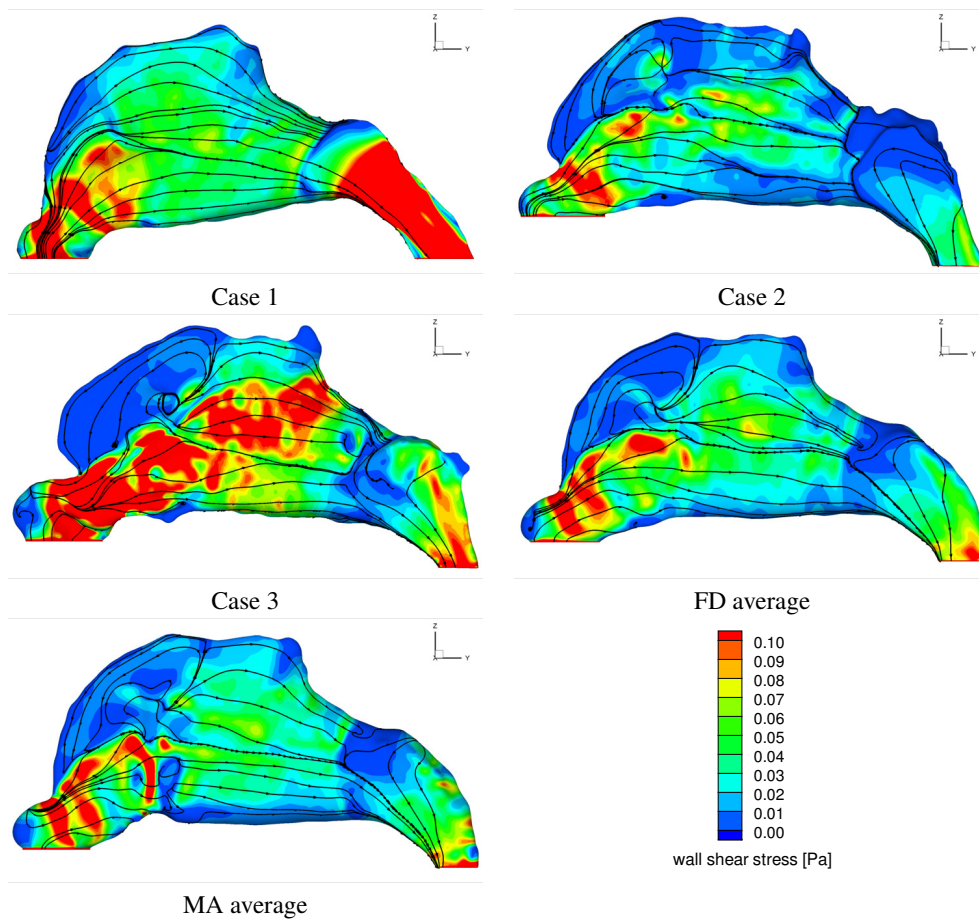 Z
X
Y
Z
X
Y
Case 1
Case 2
Z
X
Y
Z
X
Y
Case 3
FD average
Z
X
Y
0.10
0.09
0.08
0.07
0.06
0.05
0.04
0.03
0.02
0.01
0.00
wall shear stress [Pa]
MA average